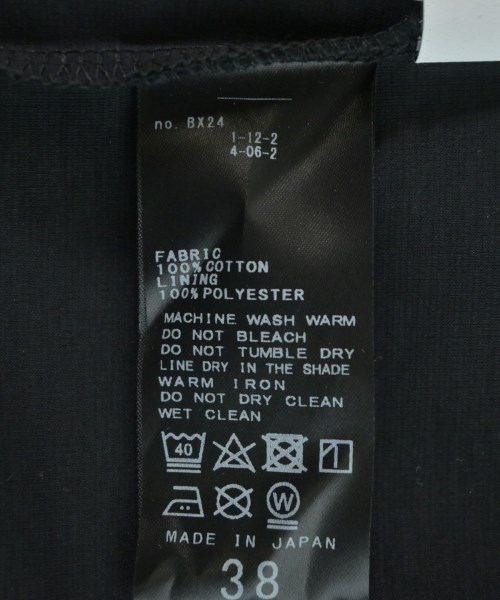 no. BX24
1-12-2
4-06-2
FABRIC
100%COTTON
LINING
100%POLYESTER
MACHINE WASH WARM
DO NOT BLEACH
DO NOT TUMBLE DRY
LINE DRY IN THE SHADE
WARM IRON
DO NOT DRY CLEAN
WET CLEAN
40
W
MADE IN JAPAN
38